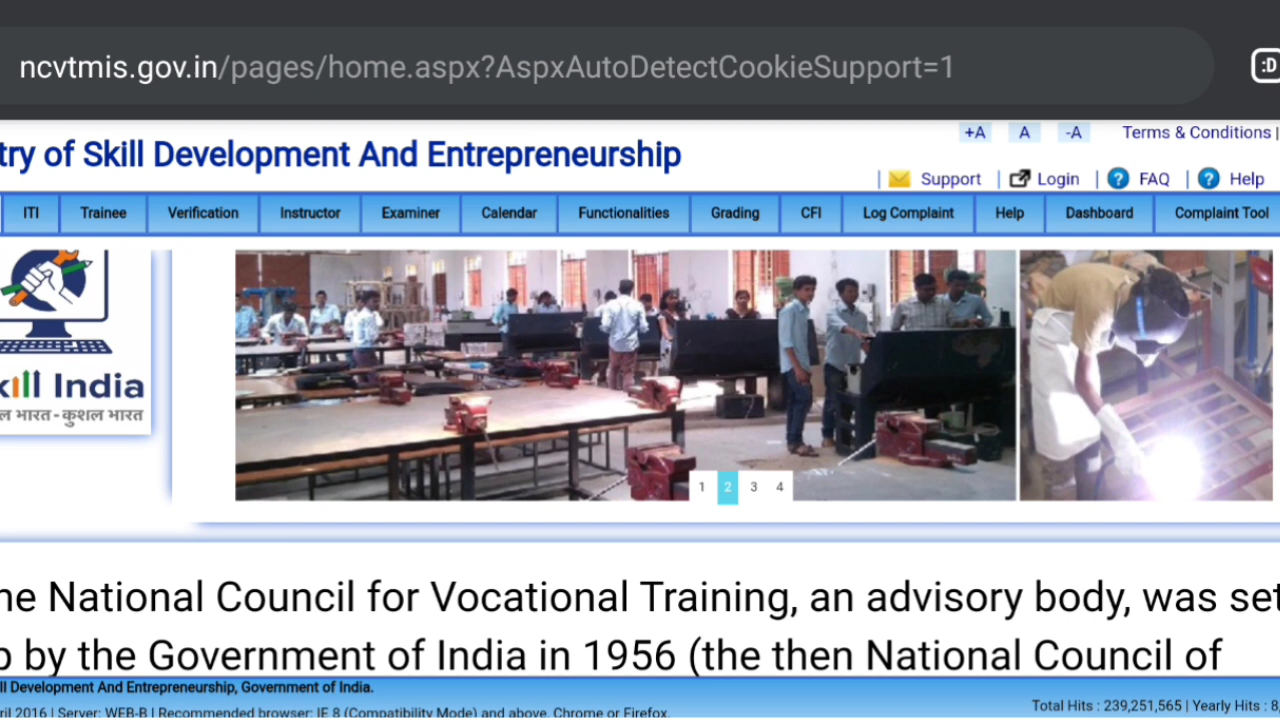 ncvtmis.gov.in/pages/home.aspx?AspxAutoDetectCookieSupport=1
:D
+A A -A Terms & Conditions |
try of Skill Development And Entrepreneurship
| Support | Login | FAQ | Help
ITI Trainee Verification Instructor Examiner Calendar Functionalities Grading CFI Log Complaint Help Dashboard Complaint Tool
kill India
ल भारत - कुशल भारत
1 2 3 4
he National Council for Vocational Training, an advisory body, was set
p by the Government of India in 1956 (the then National Council of
ll Development And Entrepreneurship, Government of India.
ril 2016 | Server: WEB-B | Recommended browser: IE 8 (Compatibility Mode) and above, Chrome or Firefox.
Total Hits : 239,251,565 | Yearly Hits : 8,